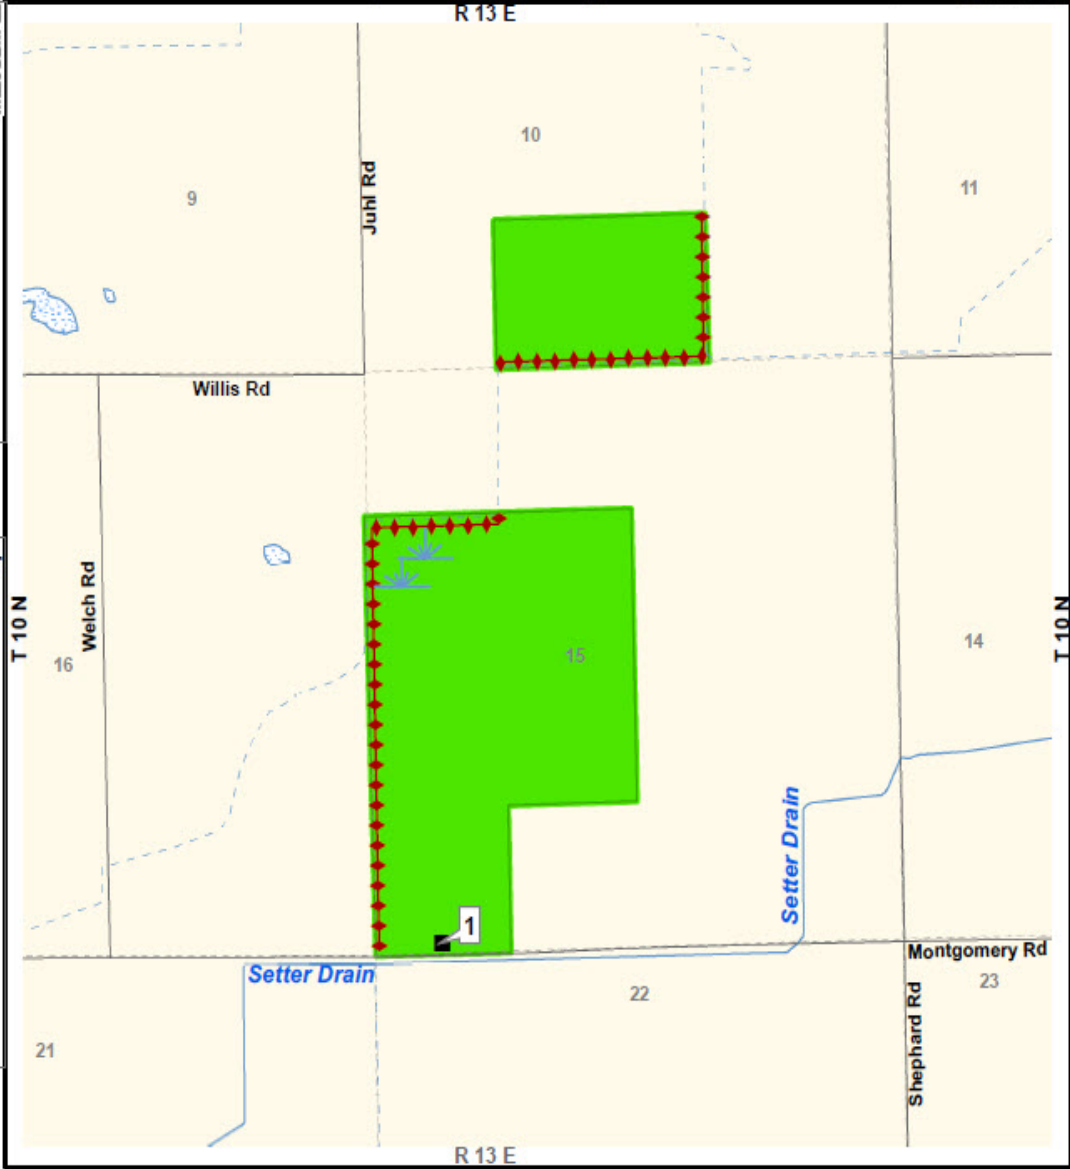 R 13 E
10
Juhl Rd
11
9
Willis Rd
Welch Rd
T 10 N
T 10 N
15
14
16
Setter Drain
1
Montgomery Rd
Setter Drain
23
22
Shephard Rd
21
R 13 E